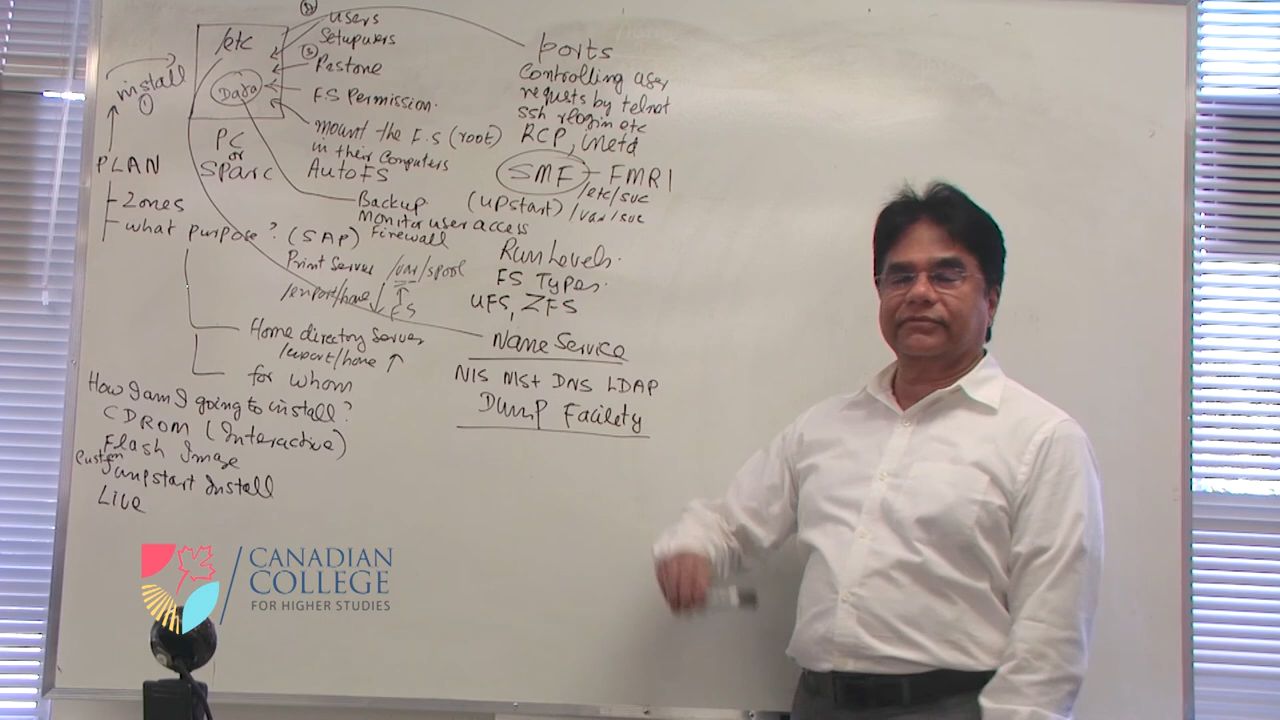 install
1
PLAN
Zones
what purpose? (SAP)
/etc
Data
PC
or
SPARC
users
Setup users
F.S Permission.
mount the F.S (root)
in their computers
AutoFS
Backup
Monitor user access
Firewall
Print Server /var/spool
/export/home
FS
Home directory Server
/export/home
for whom
How am I going to install?
CDROM (Interactive)
Flash Image
Custom
Jumpstart Install
Live
ports
Controlling user
requsts by telnet
ssh rlogin etc
RCP, inetd
SMF FMRI
/etc/svc
(upstart) /var/svc
Run Levels.
FS Types.
UFS, ZFS
Name Service
NIS NIS+ DNS LDAP
Dump Facility
CANADIAN
COLLEGE
FOR HIGHER STUDIES